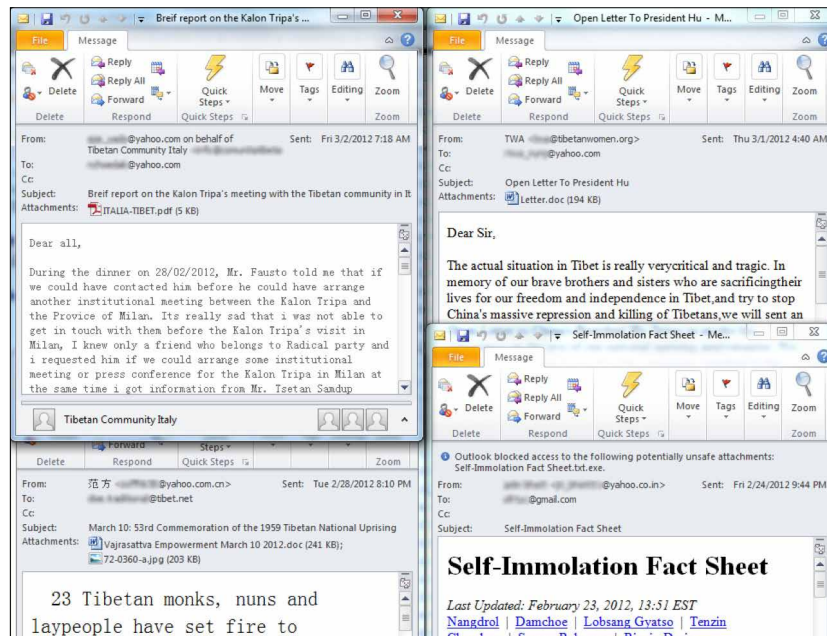 Breif report on the Kalon Tripa's ...
File Message
Delete
Reply
Reply All
Forward
Quick Steps
Move
Tags
Editing
Zoom
Delete Respond Quick Steps Zoom
From: @yahoo.com on behalf of Sent: Fri 3/2/2012 7:18 AM
Tibetan Community Italy
To: @yahoo.com
Cc:
Subject: Breif report on the Kalon Tripa's meeting with the Tibetan community in It
Attachments: ITALIA-TIBET.pdf (5 KB)
Dear all,
During the dinner on 28/02/2012, Mr. Fausto told me that if
we could have contacted him before he could have arrange
another institutional meeting between the Kalon Tripa and
the Provice of Milan. Its really sad that i was not able to
get in touch with them before the Kalon Tripa's visit in
Milan, I knew only a friend who belongs to Radical party and
i requested him if we could arrange some institutional
meeting or press conference for the Kalon Tripa in Milan at
the same time i got information from Mr. Tsetan Samdup
Tibetan Community Italy
Open Letter To President Hu - M...
File Message
Delete
Reply
Reply All
Forward
Quick Steps
Move
Tags
Editing
Zoom
Delete Respond Quick Steps Zoom
From: TWA @tibetanwomen.org> Sent: Thu 3/1/2012 4:40 AM
To: @yahoo.com
Cc:
Subject: Open Letter To President Hu
Attachments: Letter.doc (194 KB)
Dear Sir,
The actual situation in Tibet is really verycritical and tragic. In
memory of our brave brothers and sisters who are sacrificingtheir
lives for our freedom and independence in Tibet,and try to stop
China's massive repression and killing of Tibetans,we will sent an
Forward
Steps
Delete Respond Quick Steps Zoom
From: 范 方 @yahoo.com.cn> Sent: Tue 2/28/2012 8:10 PM
To: @tibet.net
Cc:
Subject: March 10: 53rd Commemoration of the 1959 Tibetan National Uprising
Attachments: Vajrasattva Empowerment March 10 2012.doc (241 KB);
72-0360-a.jpg (203 KB)
23 Tibetan monks, nuns and
laypeople have set fire to
Self-Immolation Fact Sheet - Me...
File Message
Delete
Reply
Reply All
Forward
Quick Steps
Move
Tags
Editing
Zoom
Delete Respond Quick Steps Zoom
Outlook blocked access to the following potentially unsafe attachments:
Self-Immolation Fact Sheet.txt.exe.
From: @yahoo.co.in> Sent: Fri 2/24/2012 9:44 PM
To: @gmail.com
Cc:
Subject: Self-Immolation Fact Sheet
Self-Immolation Fact Sheet
Last Updated: February 23, 2012, 13:51 EST
Nangdrol | Damchoe | Lobsang Gyatso | Tenzin